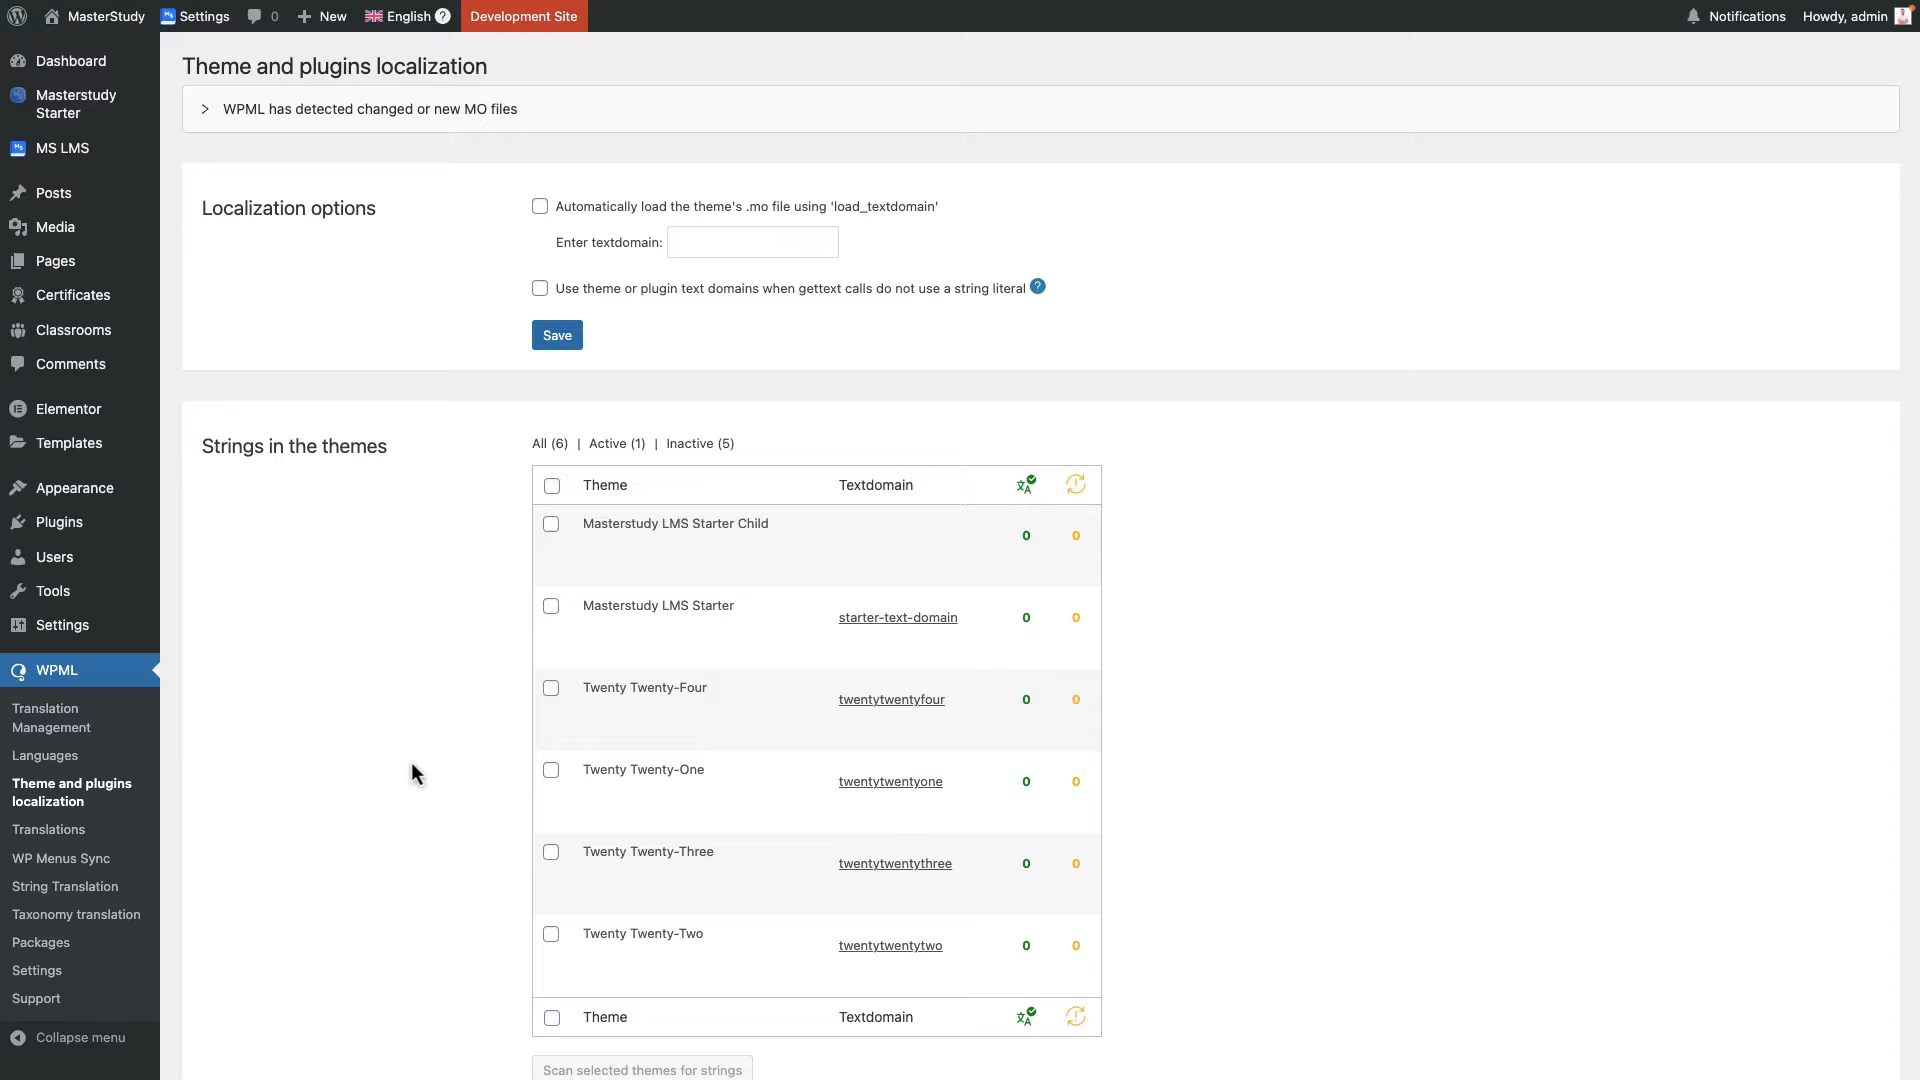 MasterStudy Settings 0 New English ? Development Site Notifications Howdy, admin
Dashboard
Masterstudy
Starter
MS LMS
Posts
Media
Pages
Certificates
Classrooms
Comments
Elementor
Templates
Appearance
Plugins
Users
Tools
Settings
WPML
Translation
Management
Languages
Theme and plugins
localization
Translations
WP Menus Sync
String Translation
Taxonomy translation
Packages
Settings
Support
Collapse menu
Theme and plugins localization
WPML has detected changed or new MO files
Localization options
Automatically load the theme's .mo file using 'load_textdomain'
Enter textdomain:
Use theme or plugin text domains when gettext calls do not use a string literal ?
Save
Strings in the themes
All (6) | Active (1) | Inactive (5)
Theme Textdomain
Masterstudy LMS Starter Child 0 0
Masterstudy LMS Starter starter-text-domain 0 0
Twenty Twenty-Four twentytwentyfour 0 0
Twenty Twenty-One twentytwentyone 0 0
Twenty Twenty-Three twentytwentythree 0 0
Twenty Twenty-Two twentytwentytwo 0 0
Theme Textdomain
Scan selected themes for strings